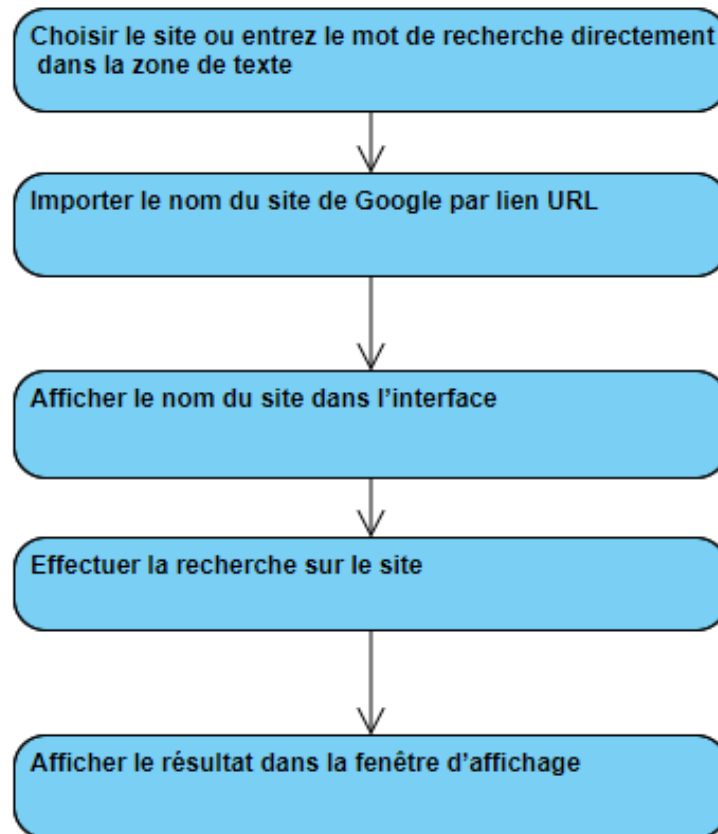 Choisir le site ou entrez le mot de recherche directement
dans la zone de texte
Importer le nom du site de Google par lien URL
Afficher le nom du site dans l’interface
Effectuer la recherche sur le site
Afficher le résultat dans la fenêtre d’affichage